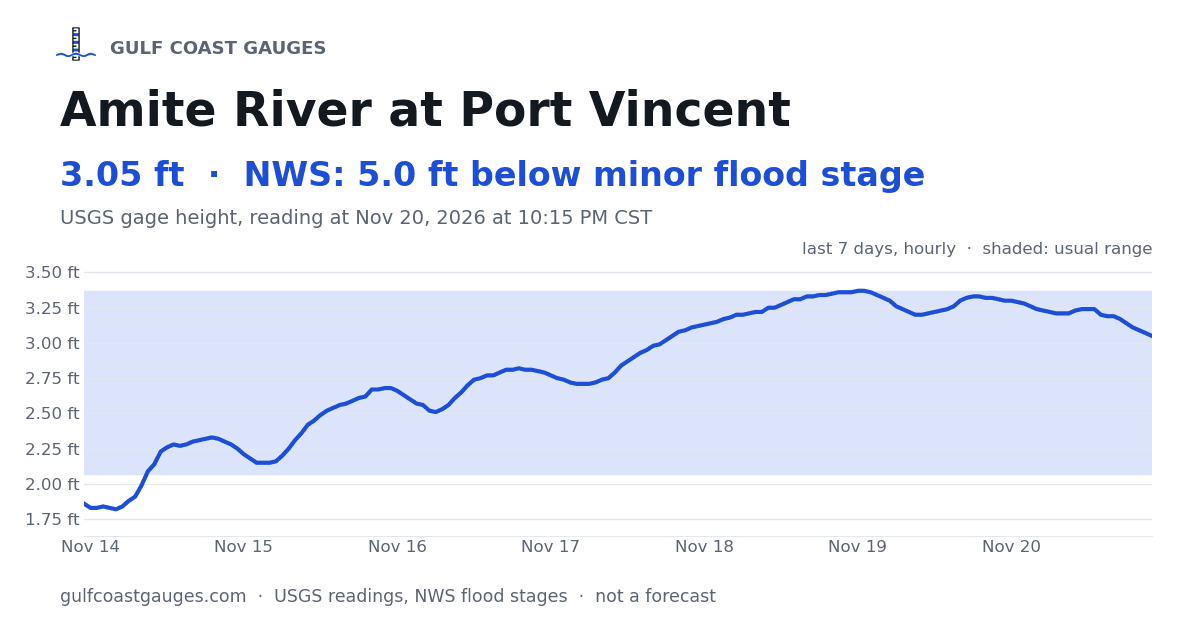 GULF COAST GAUGES
Amite River at Port Vincent
3.05 ft · NWS: 5.0 ft below minor flood stage
USGS gage height, reading at Nov 20, 2026 at 10:15 PM CST
last 7 days, hourly · shaded: usual range
3.50 ft
3.25 ft
3.00 ft
2.75 ft
2.50 ft
2.25 ft
2.00 ft
1.75 ft
Nov 14 Nov 15 Nov 16 Nov 17 Nov 18 Nov 19 Nov 20
gulfcoastgauges.com · USGS readings, NWS flood stages · not a forecast